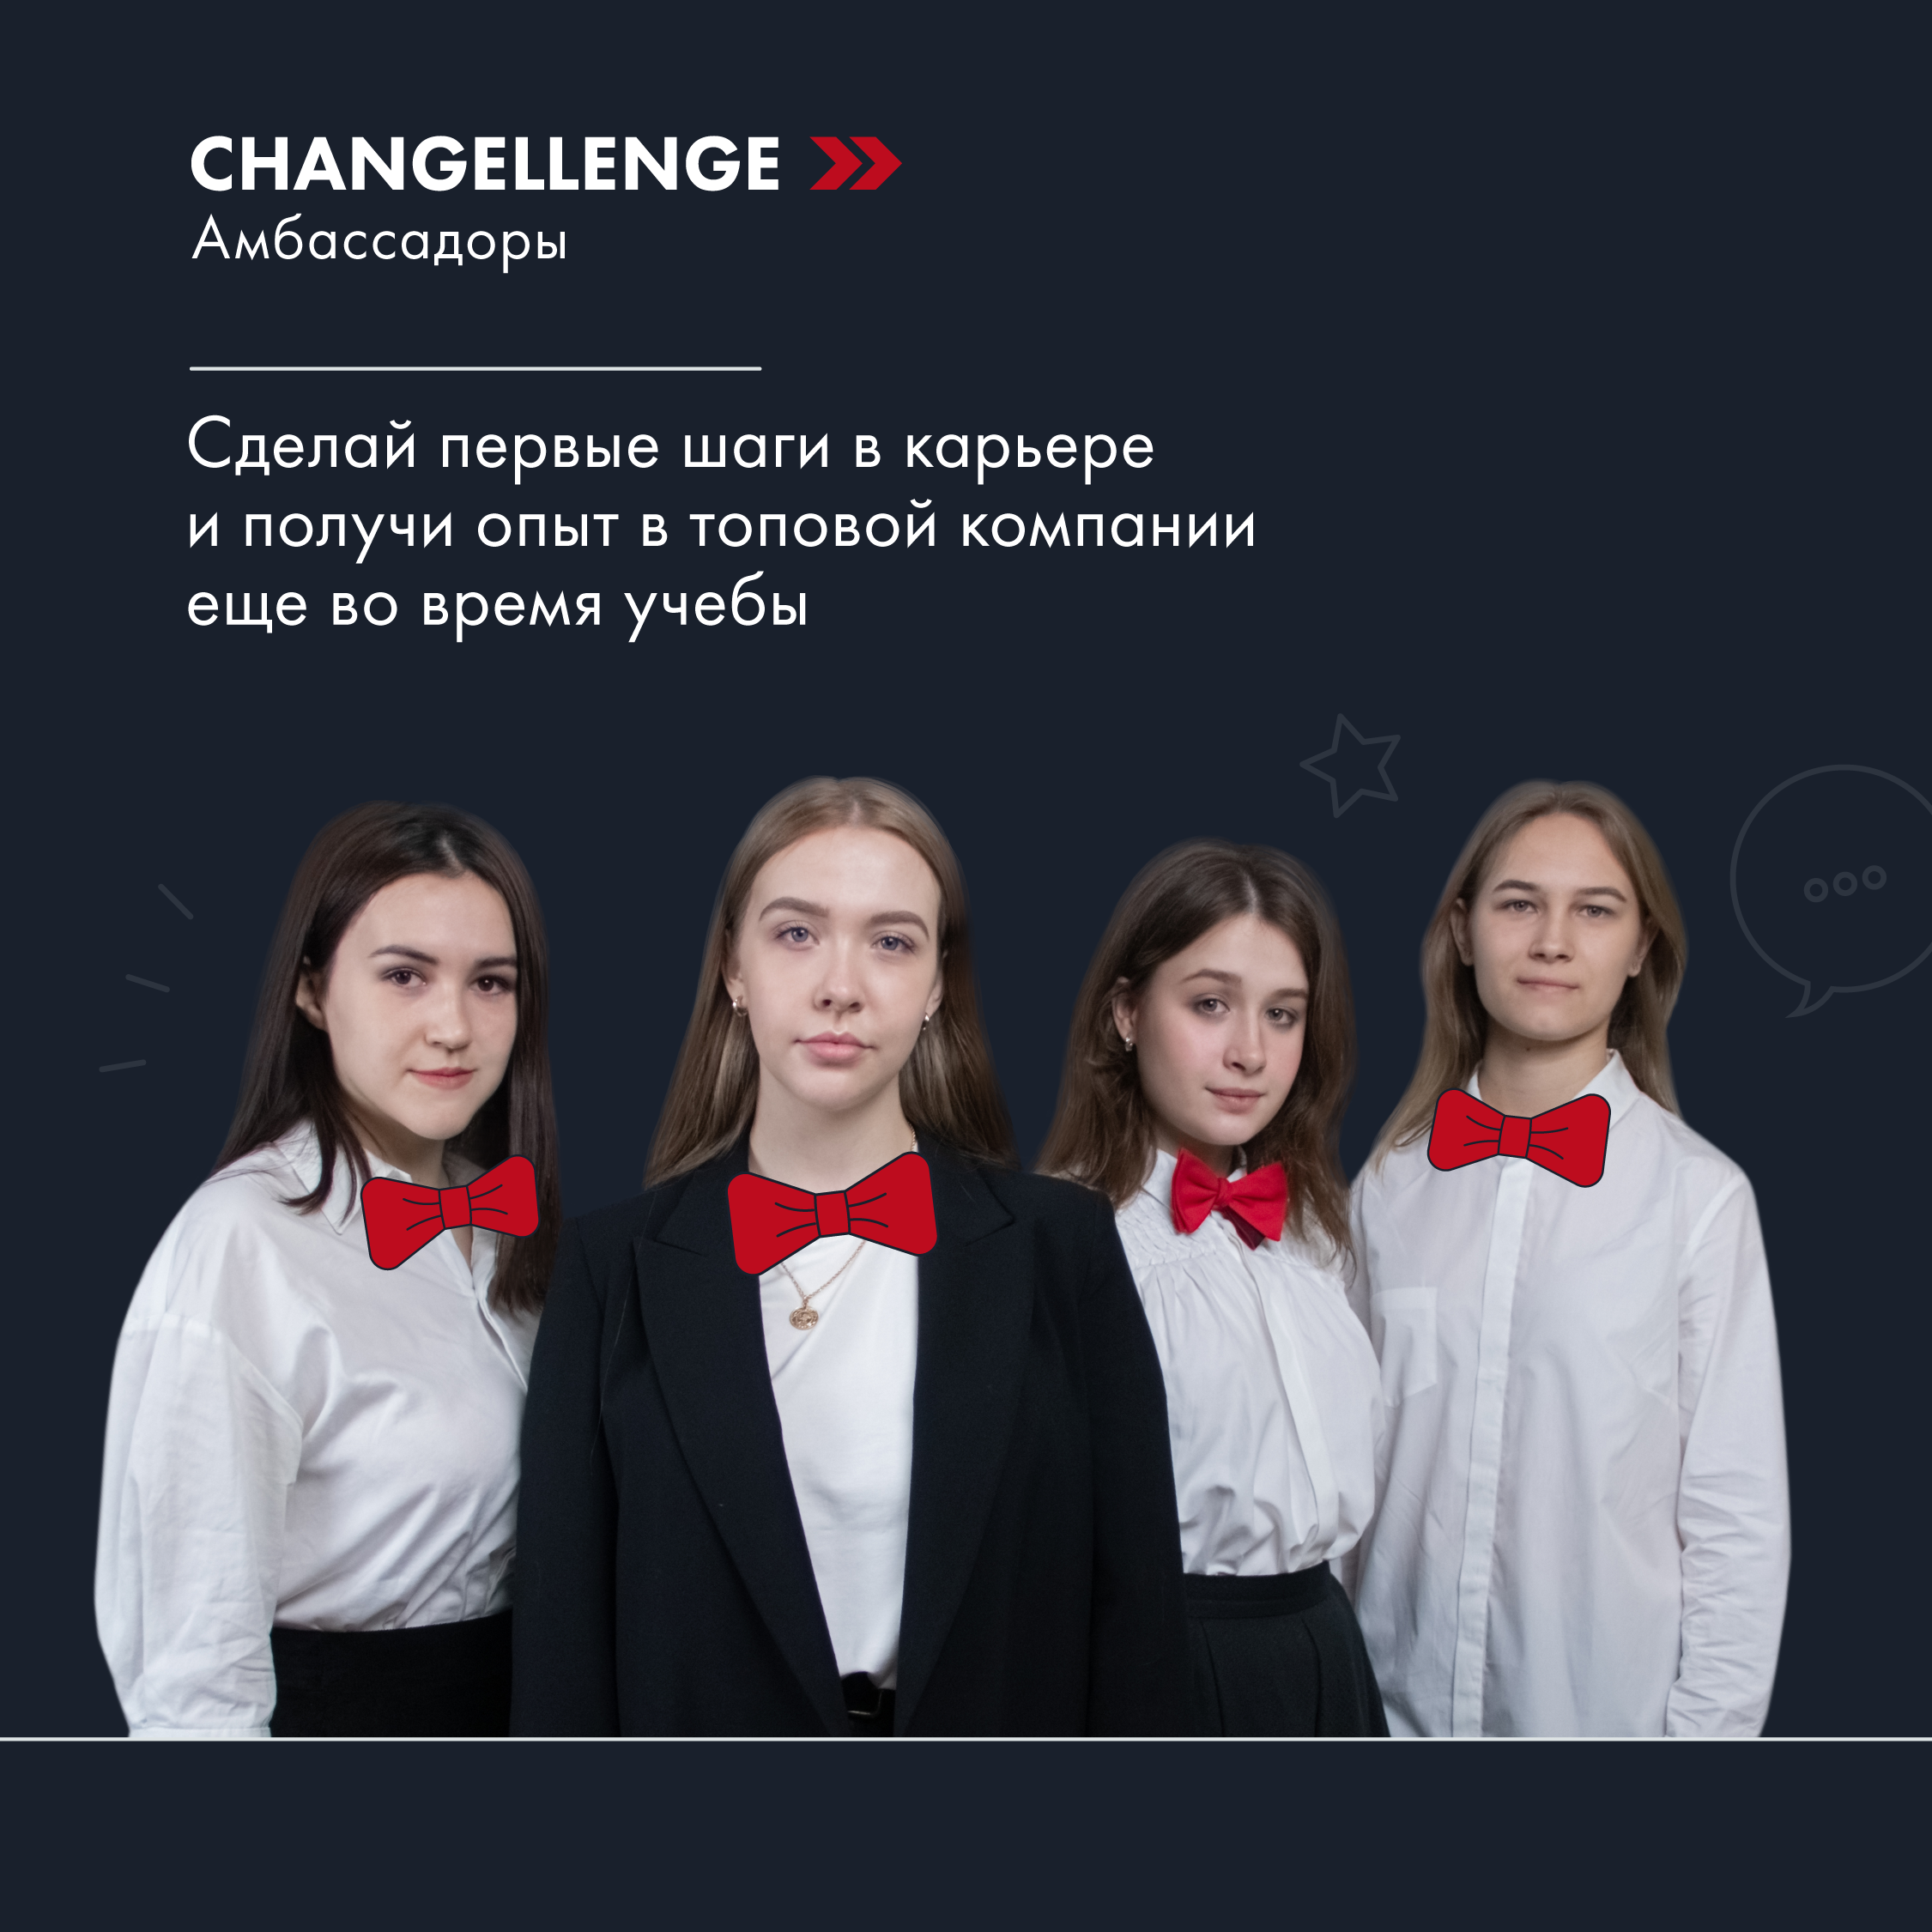 CHANGELLENGE
Амбассадоры
Сделай первые шаги в карьере
и получи опыт в топовой компании
еще во время учебы